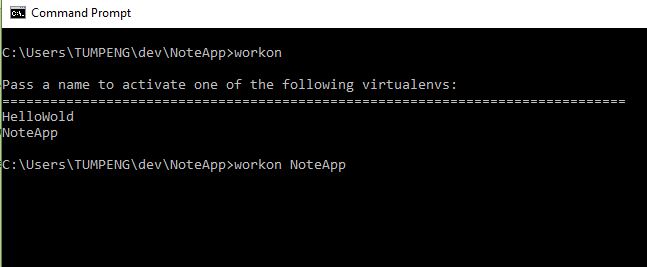 Command Prompt
C:\Users\TUMPENG\dev\NoteApp>workon
Pass a name to activate one of the following virtualenvs:
==============================================================================
HelloWold
NoteApp
C:\Users\TUMPENG\dev\NoteApp>workon NoteApp